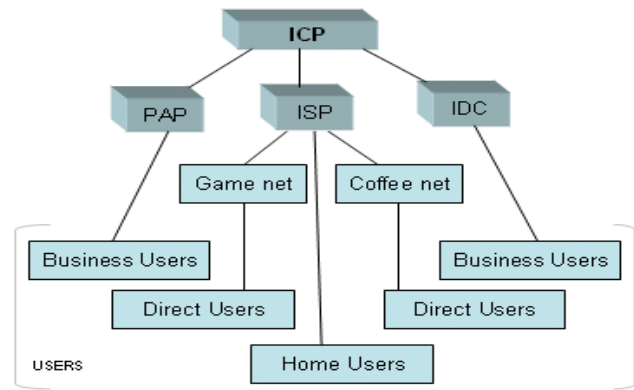 ICP
PAP
ISP
IDC
Game net
Coffee net
Business Users
Business Users
Direct Users
Direct Users
Home Users
USERS